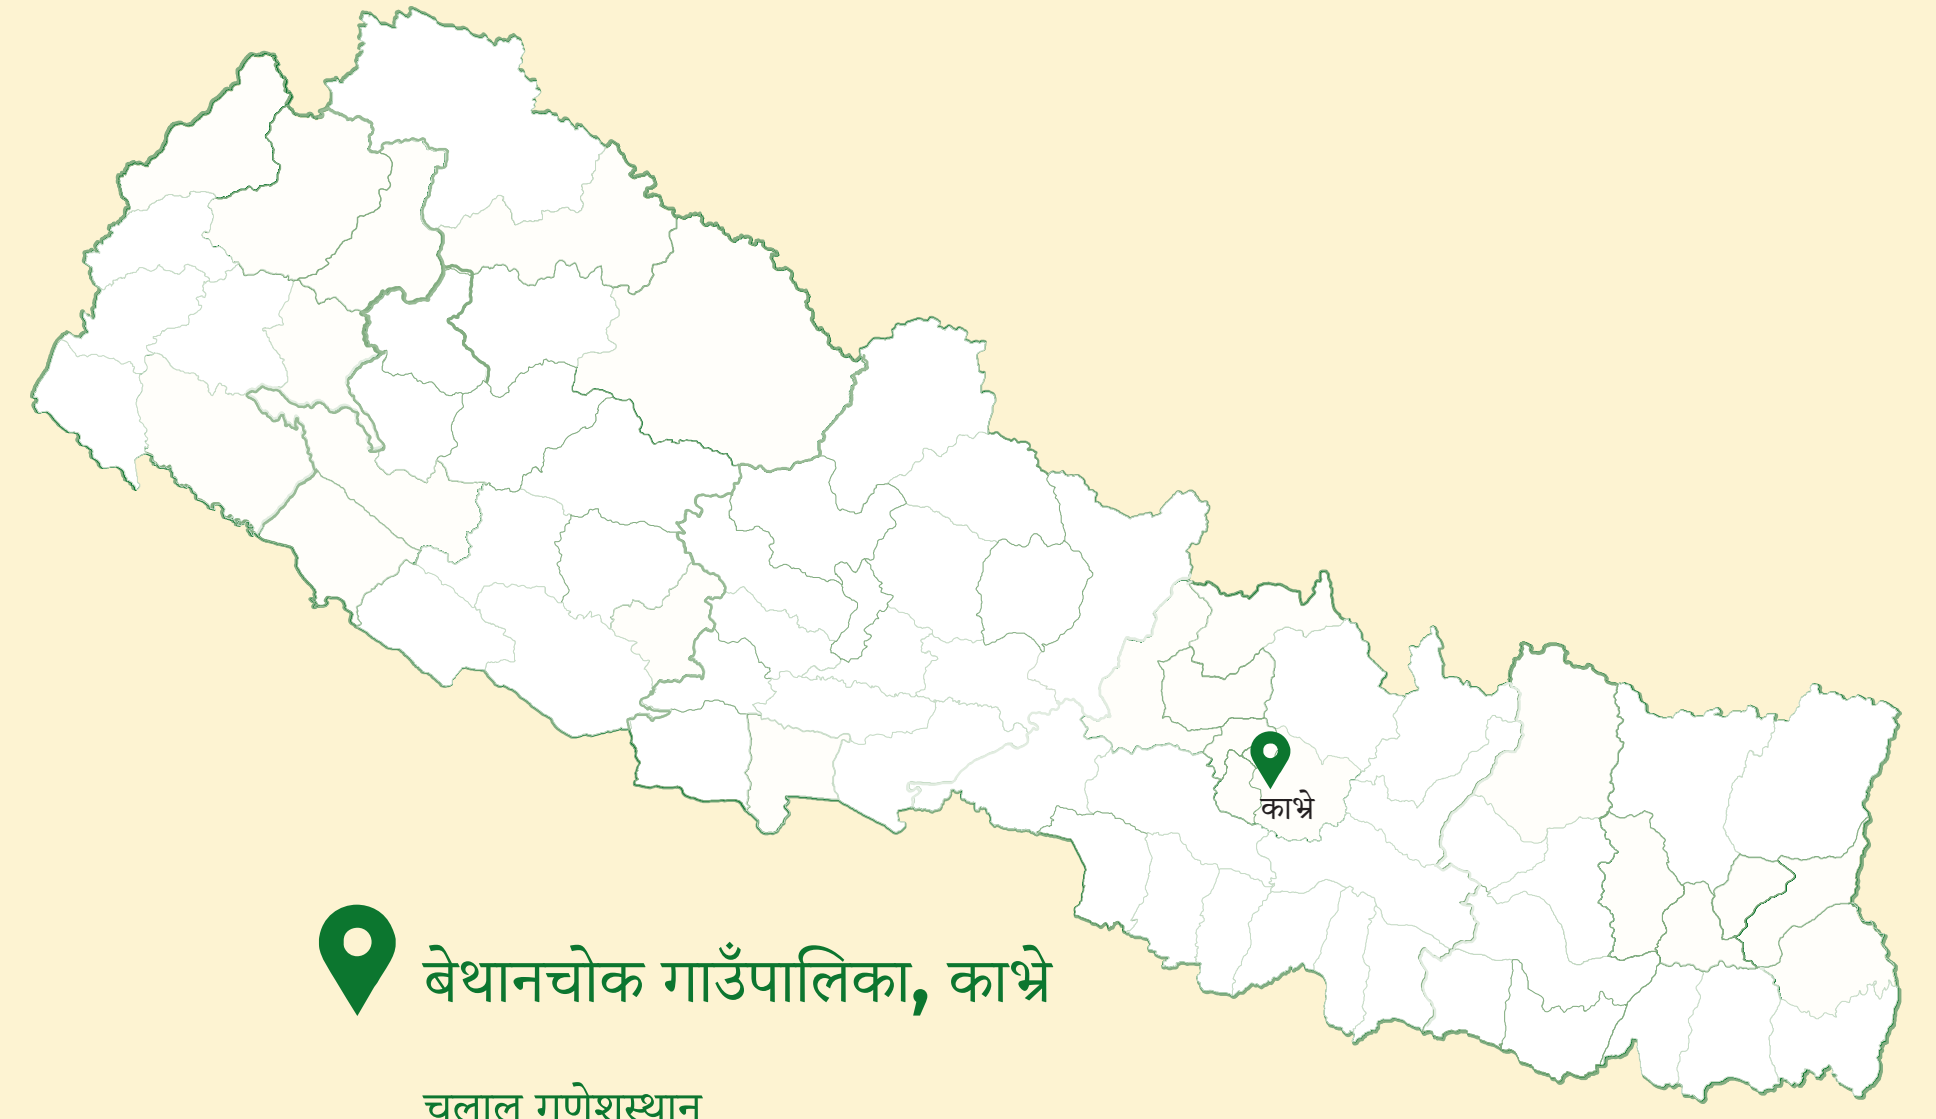 काभ्रे
बेथानचोक गाउँपालिका, काभ्रे
चलाल गणेशस्थान